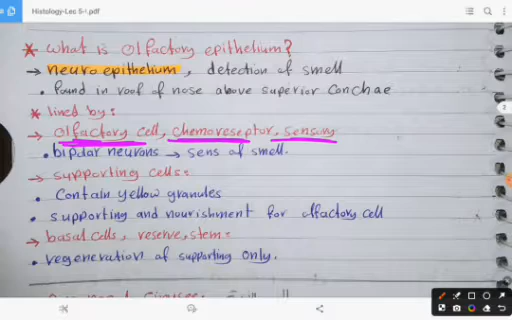 Histology-Lec 5-1.pdf
* what is Olfactory epithelium?
→ neuro epithelium, detection of smell
• found in roof of nose above superior Conchae
* lined by:
→ olfactory cell, chemoreseptor, sensing
• bipolar neurons → sens of smell.
→ supporting cells:
• Contain yellow granules
• supporting and nourishment for olfactory cell
→ basal cells, reserve, stem:
• regeneration of supporting only.